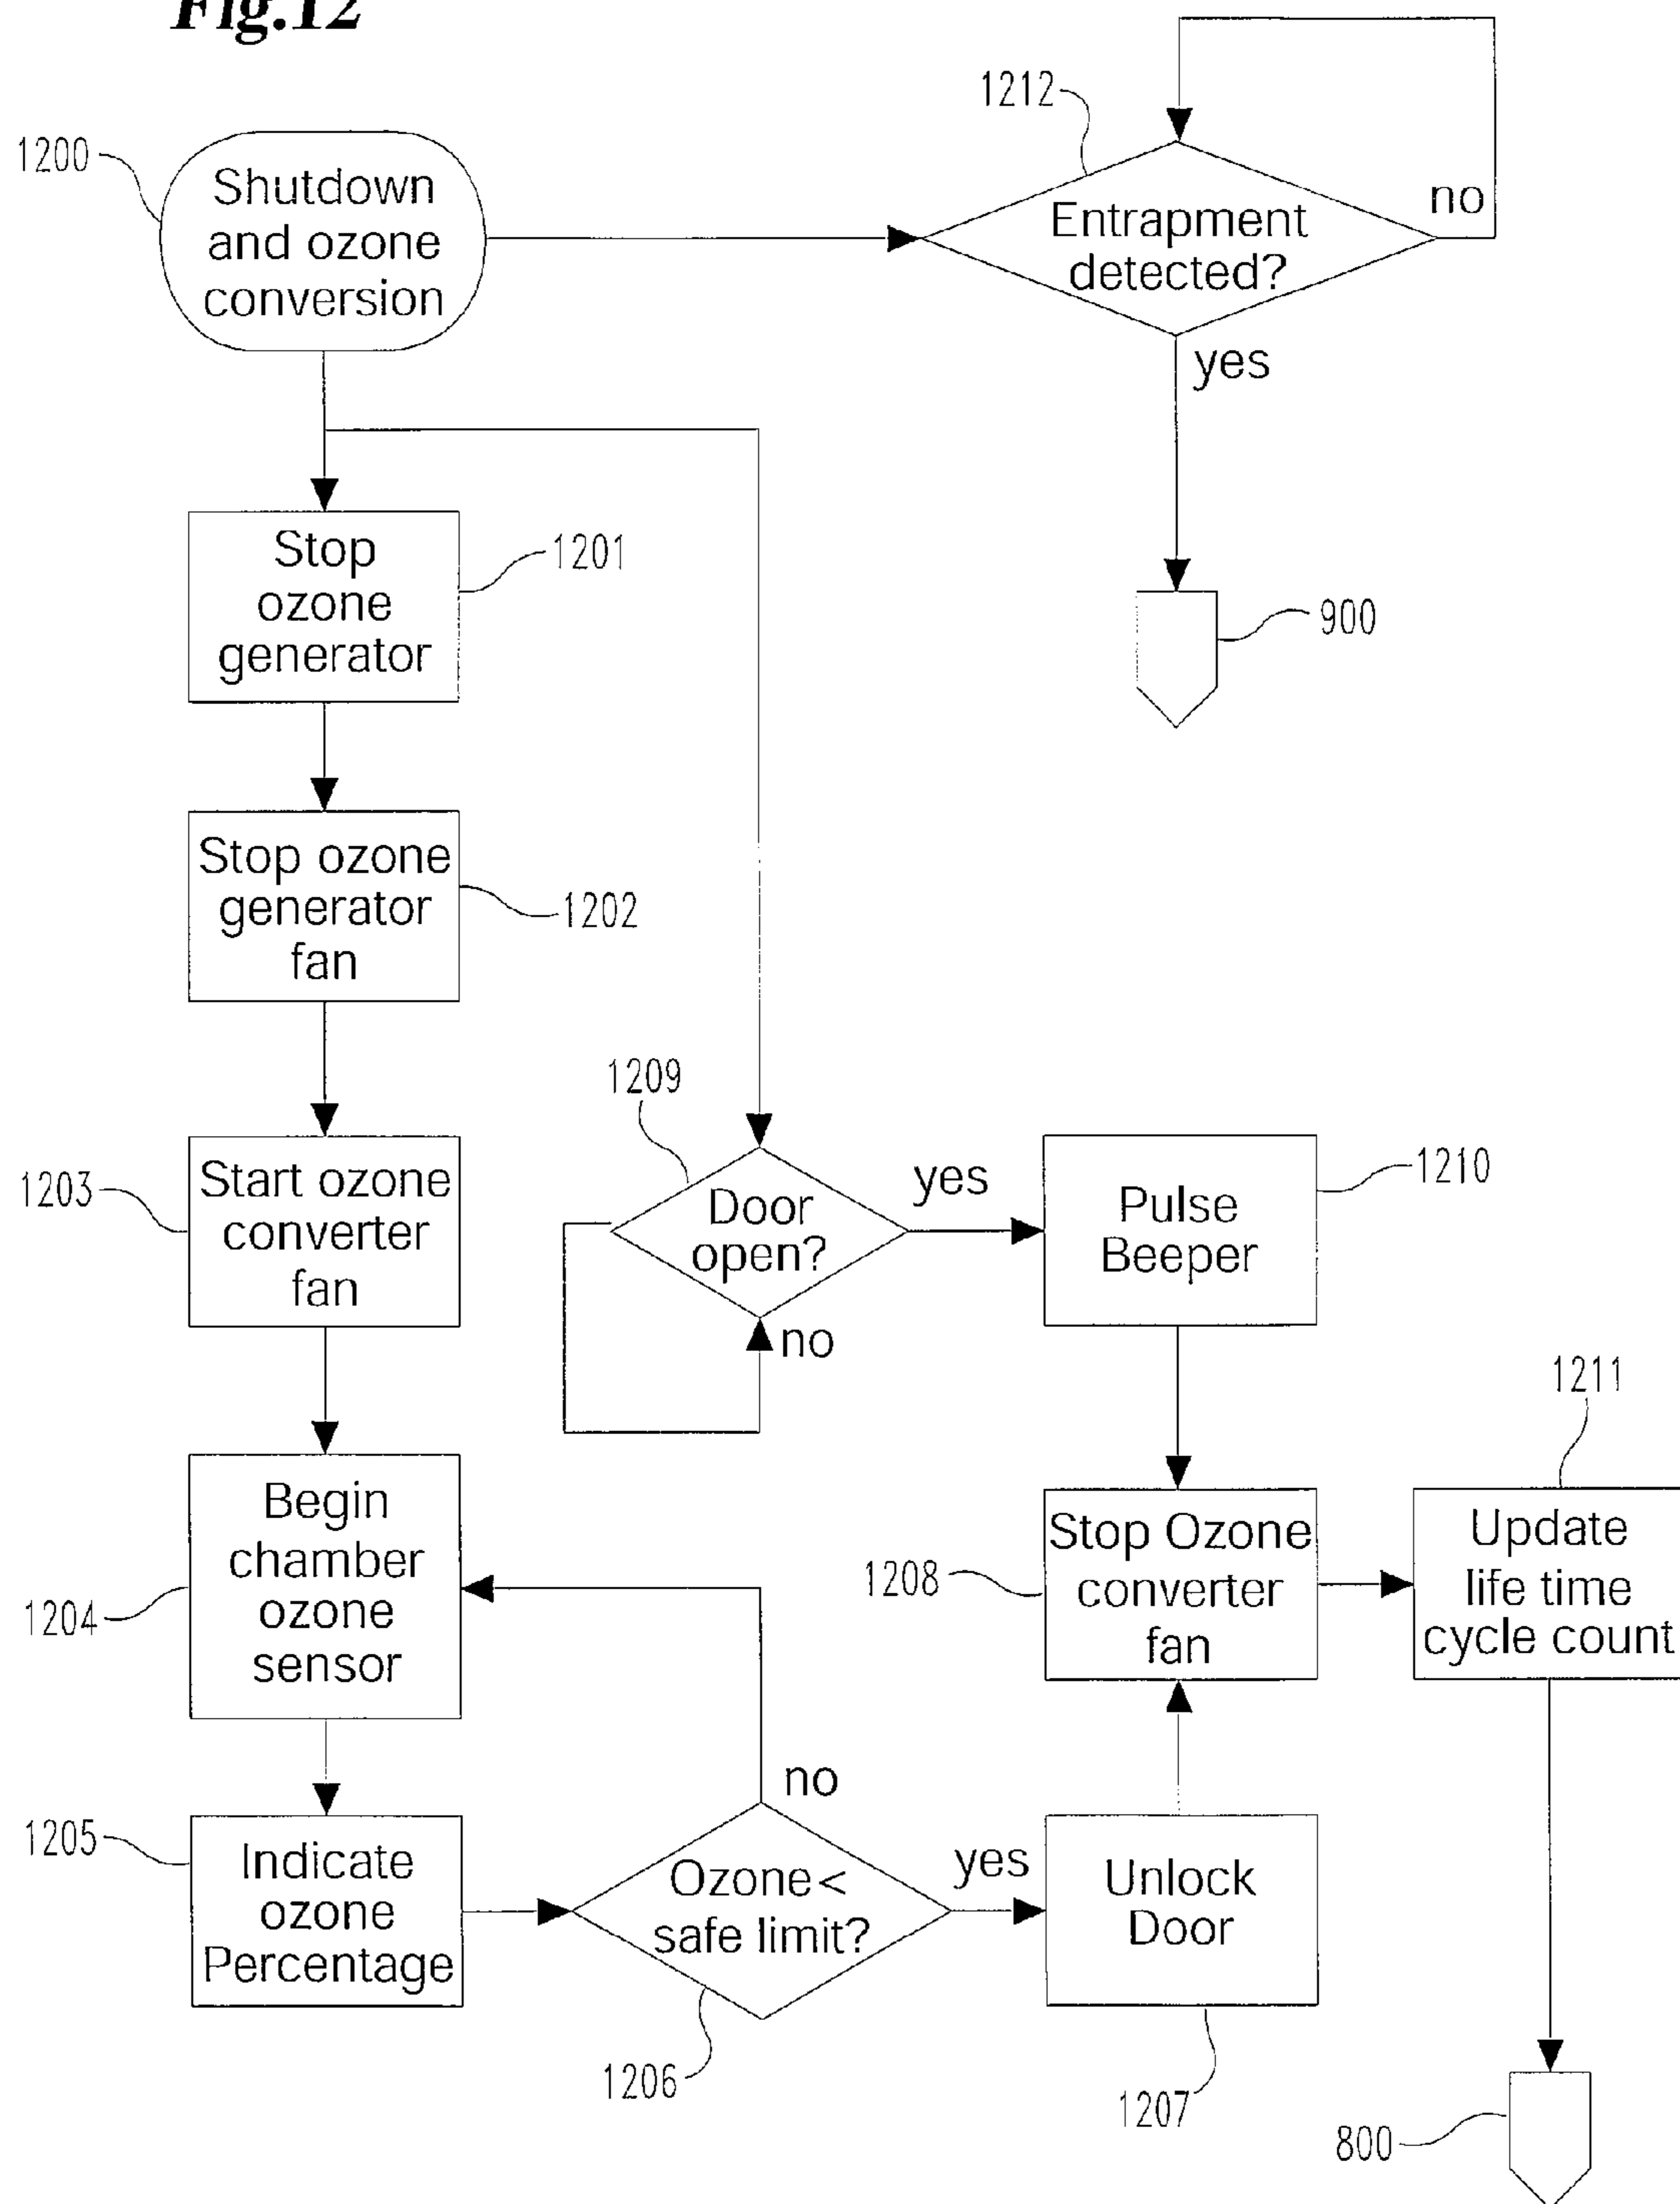 Fig.12
1200
Shutdown
and ozone
conversion
1212
Entrapment
detected?
no
yes
900
Stop
ozone
generator
1201
Stop ozone
generator
fan
1202
1203
Start ozone
converter
fan
1209
Door
open?
yes
no
Pulse
Beeper
1210
1204
Begin
chamber
ozone
sensor
1208
Stop Ozone
converter
fan
1211
Update
life time
cycle count
1205
Indicate
ozone
Percentage
no
Ozone<
safe limit?
yes
1206
Unlock
Door
1207
800